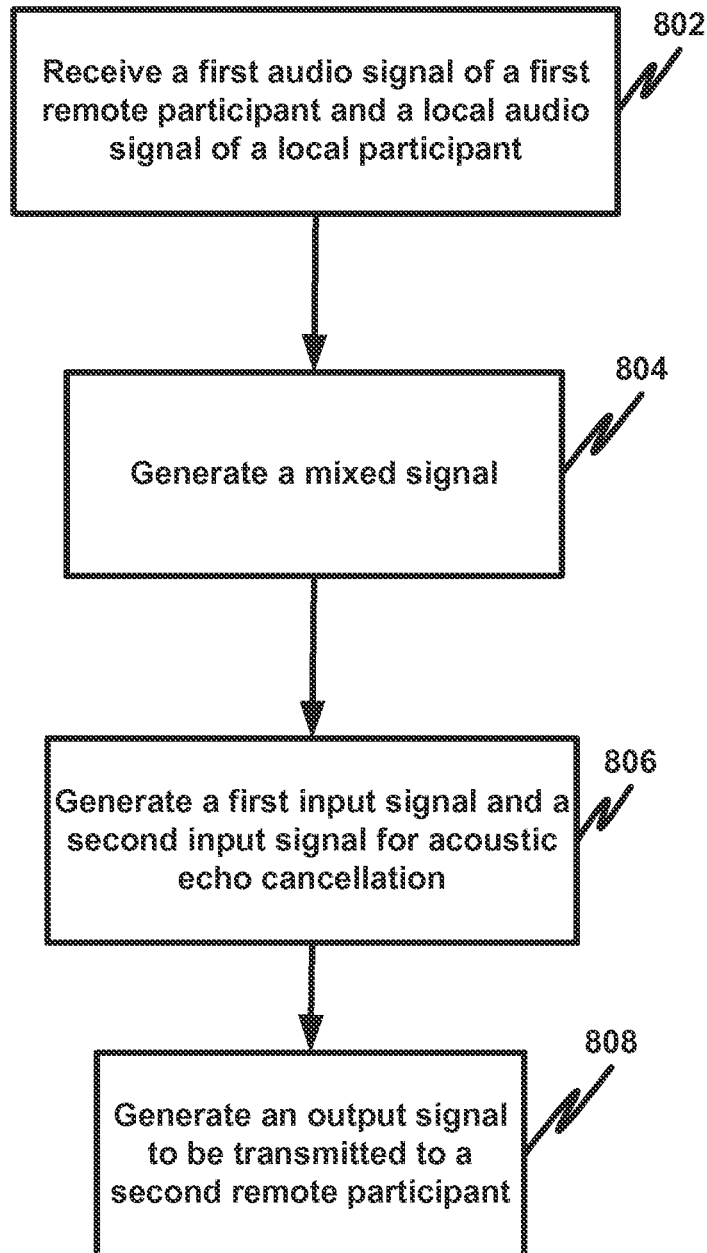 802
Receive a first audio signal of a first
remote participant and a local audio
signal of a local participant
804
Generate a mixed signal
806
Generate a first input signal and a
second input signal for acoustic
echo cancellation
808
Generate an output signal
to be transmitted to a
second remote participant